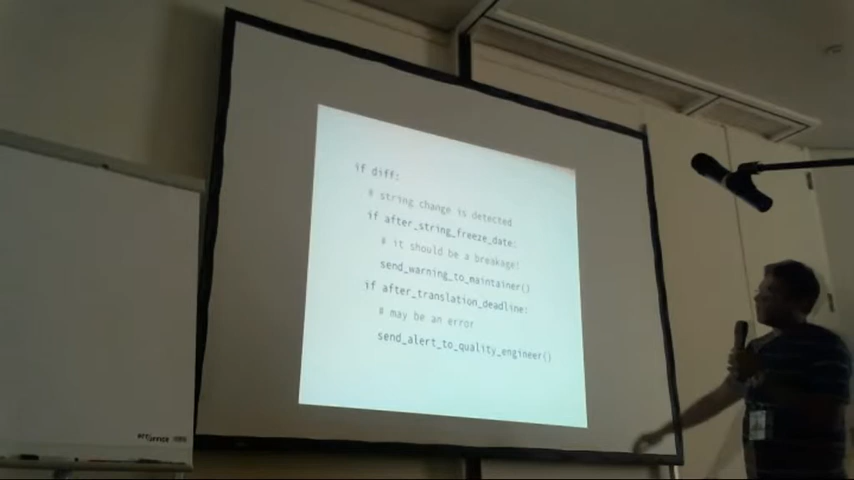 if diff:
# string change is detected
if after_string_freeze_date:
# it should be a breakage!
send_warning_to_maintainer()
if after_translation_deadline:
# may be an error
send_alert_to_quality_engineer()